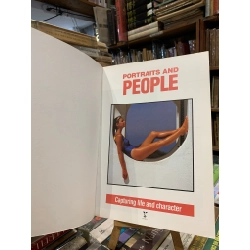 PORTRAITS AND
PEOPLE
Capturing life and character